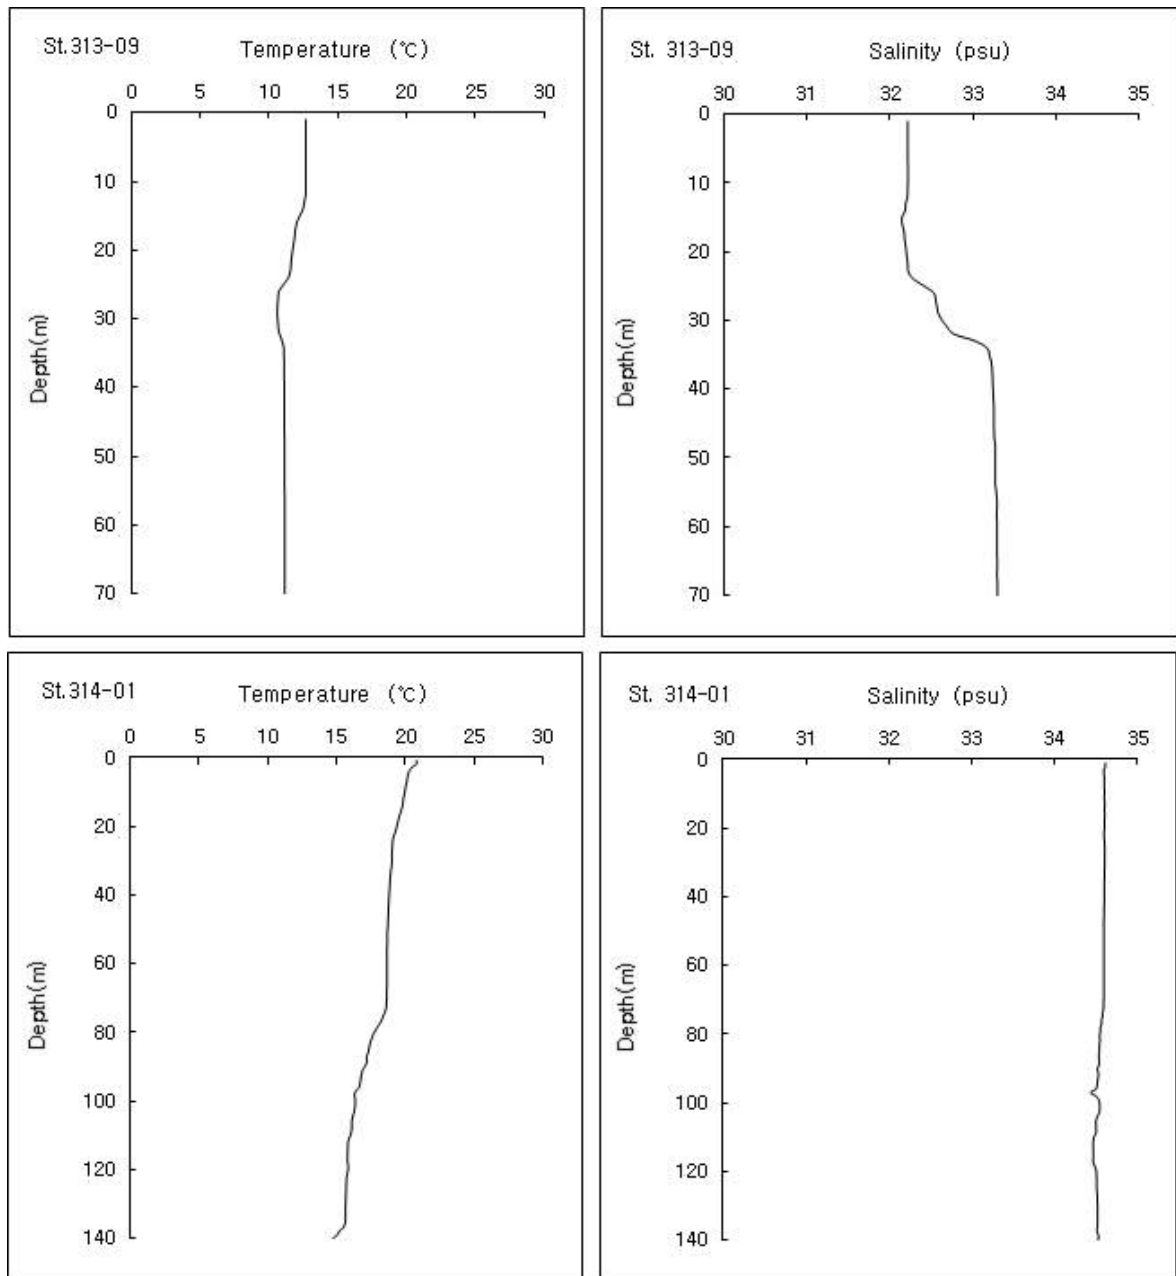 St.313-09 Temperature (℃)
0 5 10 15 20 25 30
0
10
20
30
40
50
60
70
Depth(m)
St. 313-09 Salinity (psu)
30 31 32 33 34 35
0
10
20
30
40
50
60
70
Depth(m)
St.314-01 Temperature (℃)
0 5 10 15 20 25 30
0
20
40
60
80
100
120
140
Depth(m)
St. 314-01 Salinity (psu)
30 31 32 33 34 35
0
20
40
60
80
100
120
140
Depth(m)